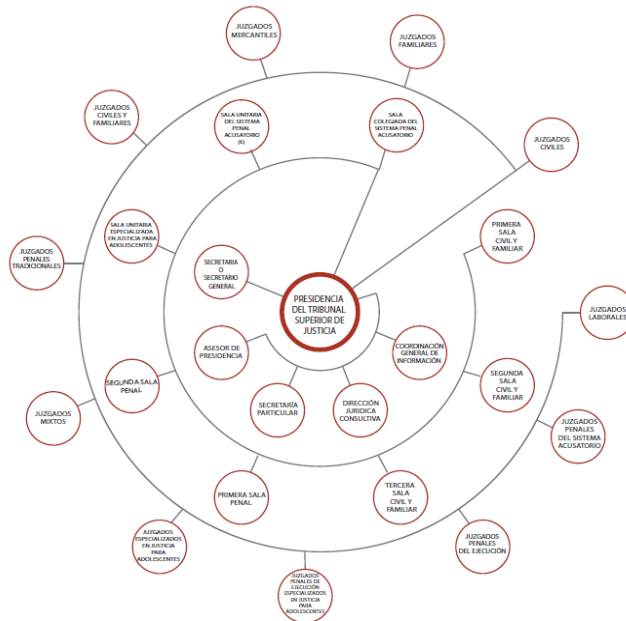 JUZGADOS
MERCANTILES
JUZGADOS
FAMILIARES
JUZGADOS
CIVILES Y
FAMILIARES
SALA UNITARIA
DEL SISTEMA
PENAL
ACUSATORIO
(6)
SALA
COLEGIADA DEL
SISTEMA PENAL
ACUSATORIO
JUZGADOS
CIVILES
SALA UNITARIA
ESPECIALIZADA
EN JUSTICIA PARA
ADOLESCENTES
PRIMERA
SALA
CIVIL Y
FAMILIAR
JUZGADOS
PENALES
TRADICIONALES
SECRETARIA
O
SECRETARIO
GENERAL
PRESIDENCIA
DEL TRIBUNAL
SUPERIOR DE
JUSTICIA
JUZGADOS
LABORALES
ASESOR DE
PRESIDENCIA
COORDINACIÓN
GENERAL DE
INFORMACIÓN
SEGUNDA SALA
PENAL
SEGUNDA
SALA
CIVIL Y
FAMILIAR
SECRETARÍA
PARTICULAR
DIRECCIÓN
JURIDICA
CONSULTIVA
JUZGADOS
MIXTOS
JUZGADOS
PENALES
DEL SISTEMA
ACUSATORIO
PRIMERA SALA
PENAL
TERCERA
SALA
CIVIL Y
FAMILIAR
JUZGADOS
ESPECIALIZADOS
EN JUSTICIA
PARA
ADOLESCENTES
JUZGADOS
PENALES
DEL EJECUCIÓN
JUZGADOS
PENALES DE
EJECUCIÓN
ESPECIALIZADOS
EN JUSTICIA
PARA
ADOLESCENTES